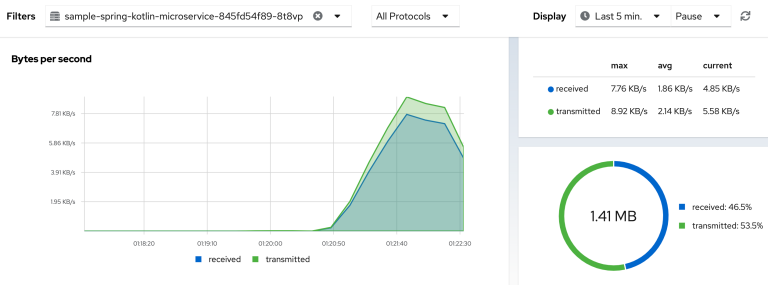 Filters sample-spring-kotlin-microservice-845fd54f89-8t8vp All Protocols Display Last 5 min. Pause
Bytes per second
7.81 KB/s
5.86 KB/s
3.91 KB/s
1.95 KB/s
01:18:20 01:19:10 01:20:00 01:20:50 01:21:40 01:22:30
received transmitted
max avg current
received 7.76 KB/s 1.86 KB/s 4.85 KB/s
transmitted 8.92 KB/s 2.14 KB/s 5.58 KB/s
1.41 MB
received: 46.5%
transmitted: 53.5%